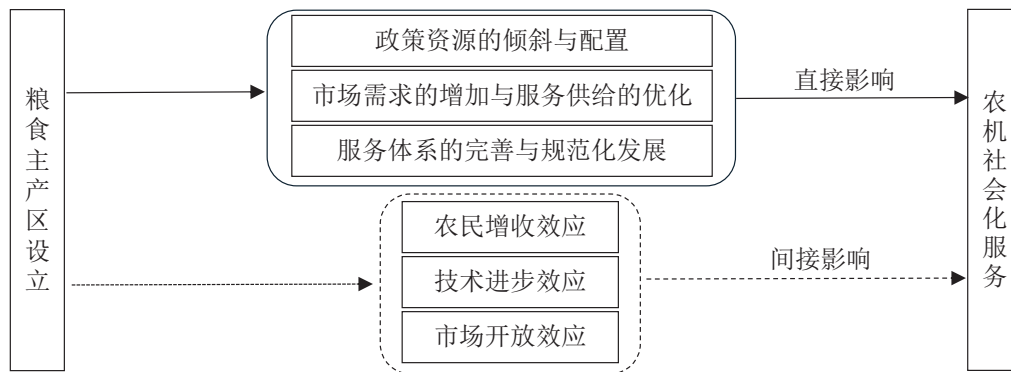 粮食主产区设立
政策资源的倾斜与配置
市场需求的增加与服务供给的优化
服务体系的完善与规范化发展
直接影响
农民增收效应
技术进步效应
市场开放效应
间接影响
农机社会化服务